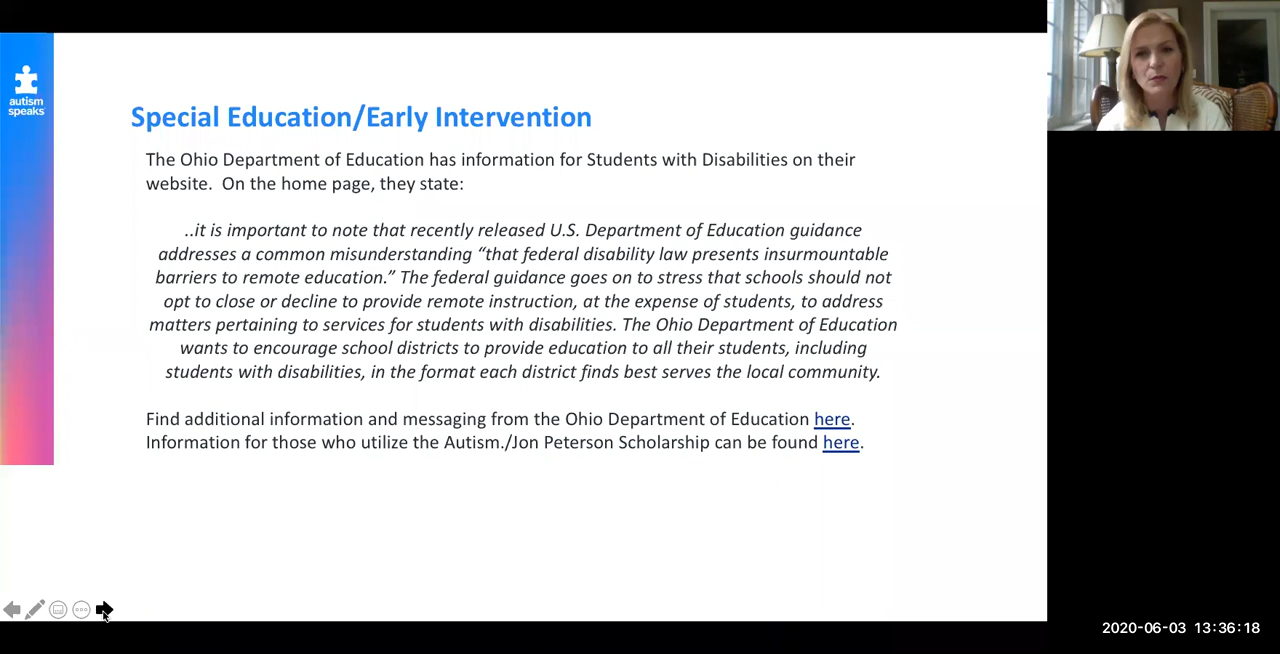 autism
speaks
Special Education/Early Intervention
The Ohio Department of Education has information for Students with Disabilities on their
website.  On the home page, they state:
..it is important to note that recently released U.S. Department of Education guidance
addresses a common misunderstanding “that federal disability law presents insurmountable
barriers to remote education.” The federal guidance goes on to stress that schools should not
opt to close or decline to provide remote instruction, at the expense of students, to address
matters pertaining to services for students with disabilities. The Ohio Department of Education
wants to encourage school districts to provide education to all their students, including
students with disabilities, in the format each district finds best serves the local community.
Find additional information and messaging from the Ohio Department of Education here.
Information for those who utilize the Autism./Jon Peterson Scholarship can be found here.
2020-06-03 13:36:18